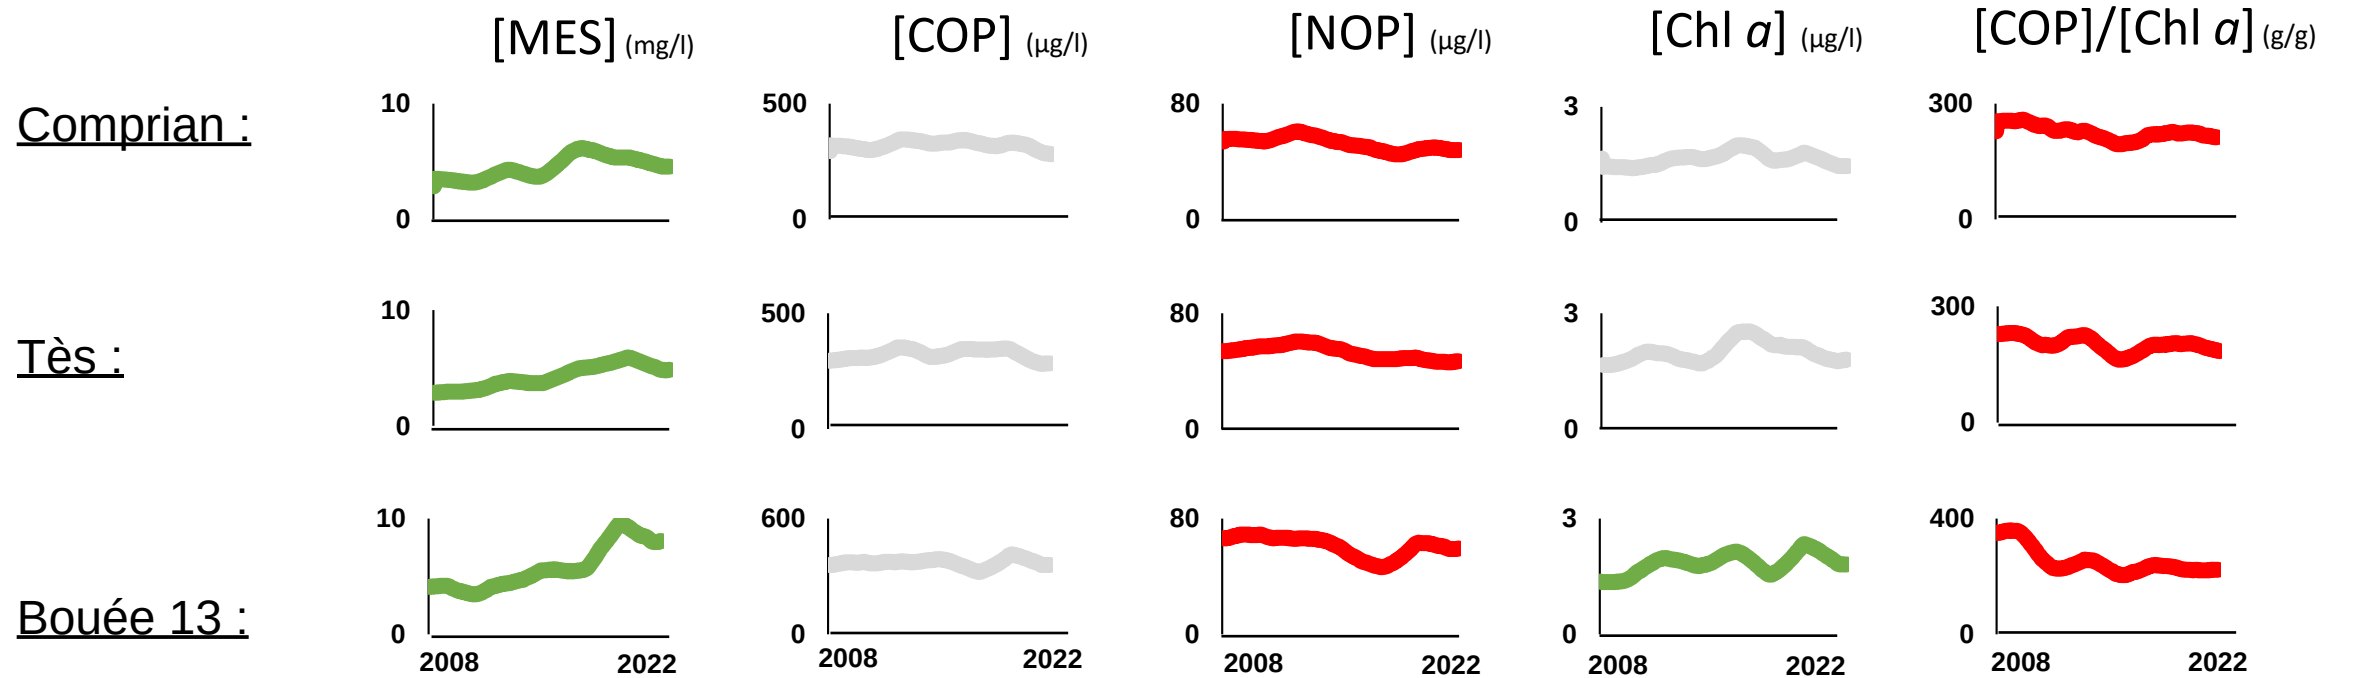 [MES] (mg/l) [COP] (µg/l) [NOP] (µg/l) [Chl a] (µg/l) [COP]/[Chl a] (g/g)
Comprian :
10 500 80 3 300
0 0 0 0 0
Tès :
10 500 80 3 300
0 0 0 0 0
Bouée 13 :
10 600 80 3 400
0 0 0 0 0
2008 2022 2008 2022 2008 2022 2008 2022 2008 2022